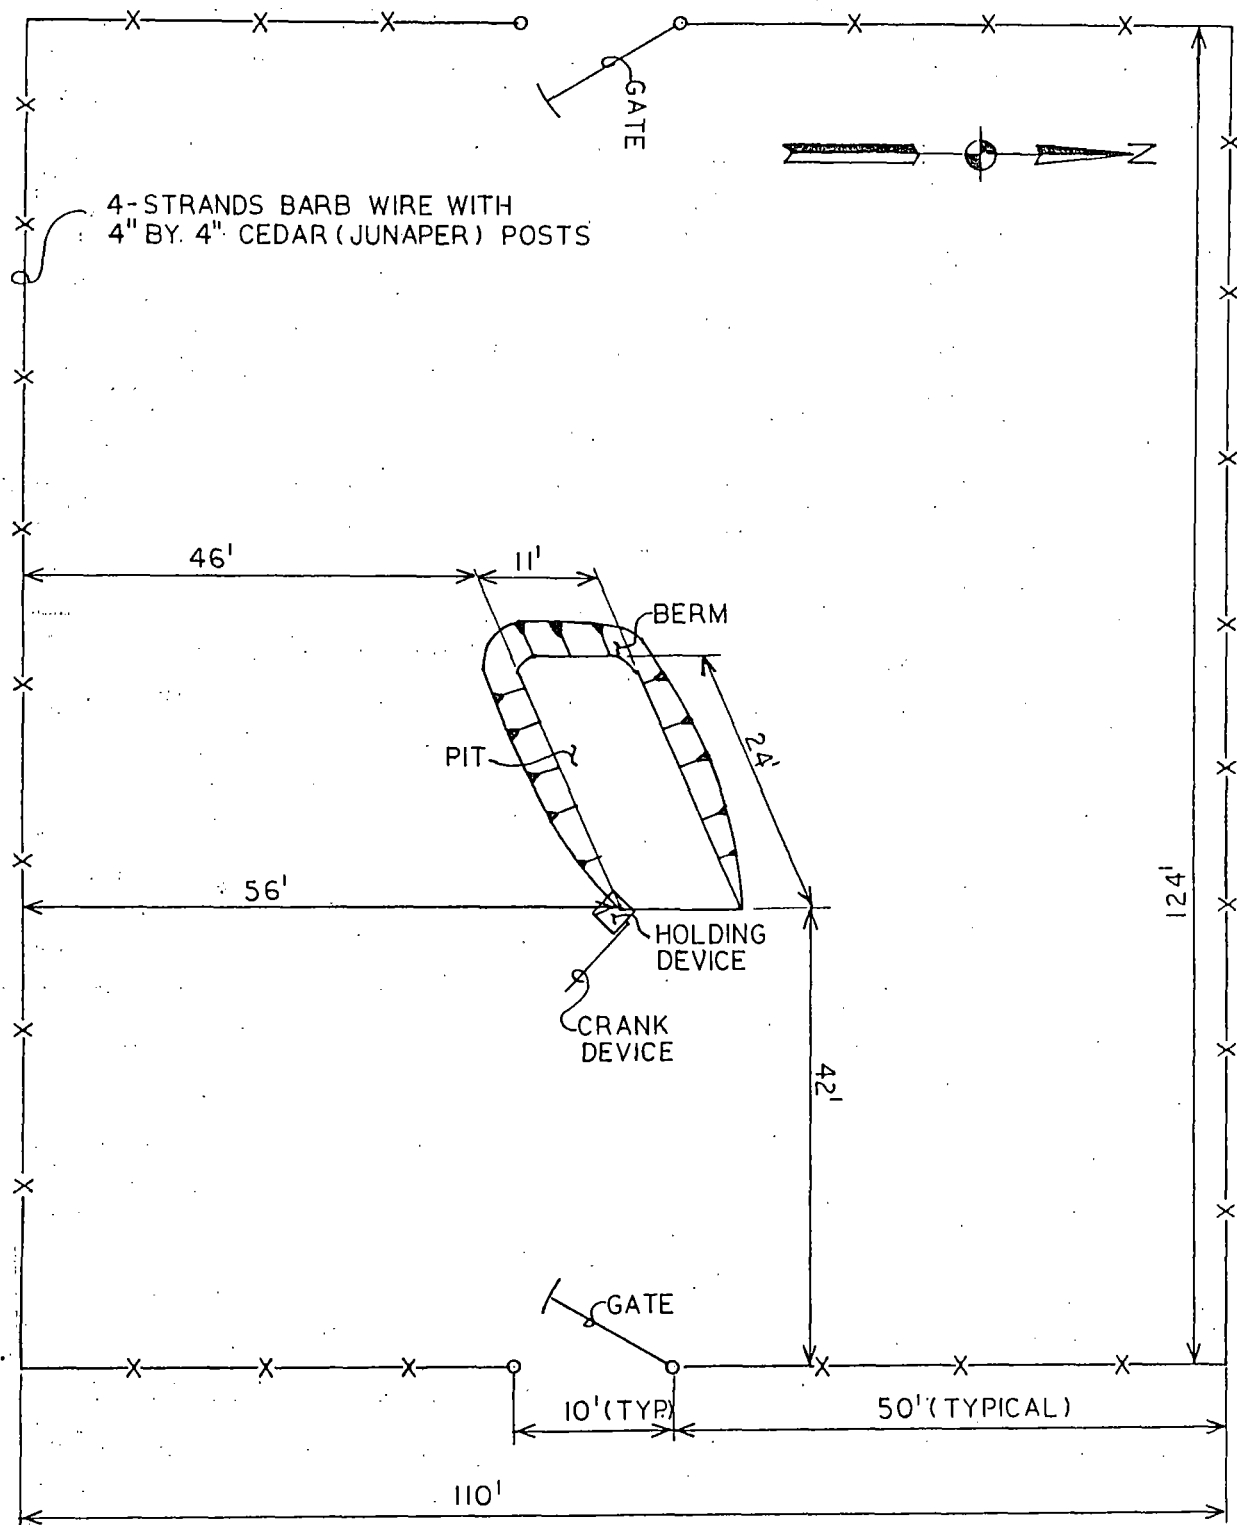 GATE
N
4-STRANDS BARB WIRE WITH
4" BY. 4" CEDAR (JUNAPER) POSTS
46'
11'
BERM
24'
PIT
124'
56'
HOLDING
DEVICE
CRANK
DEVICE
42'
GATE
10'(TYP.)
50'(TYPICAL)
110'